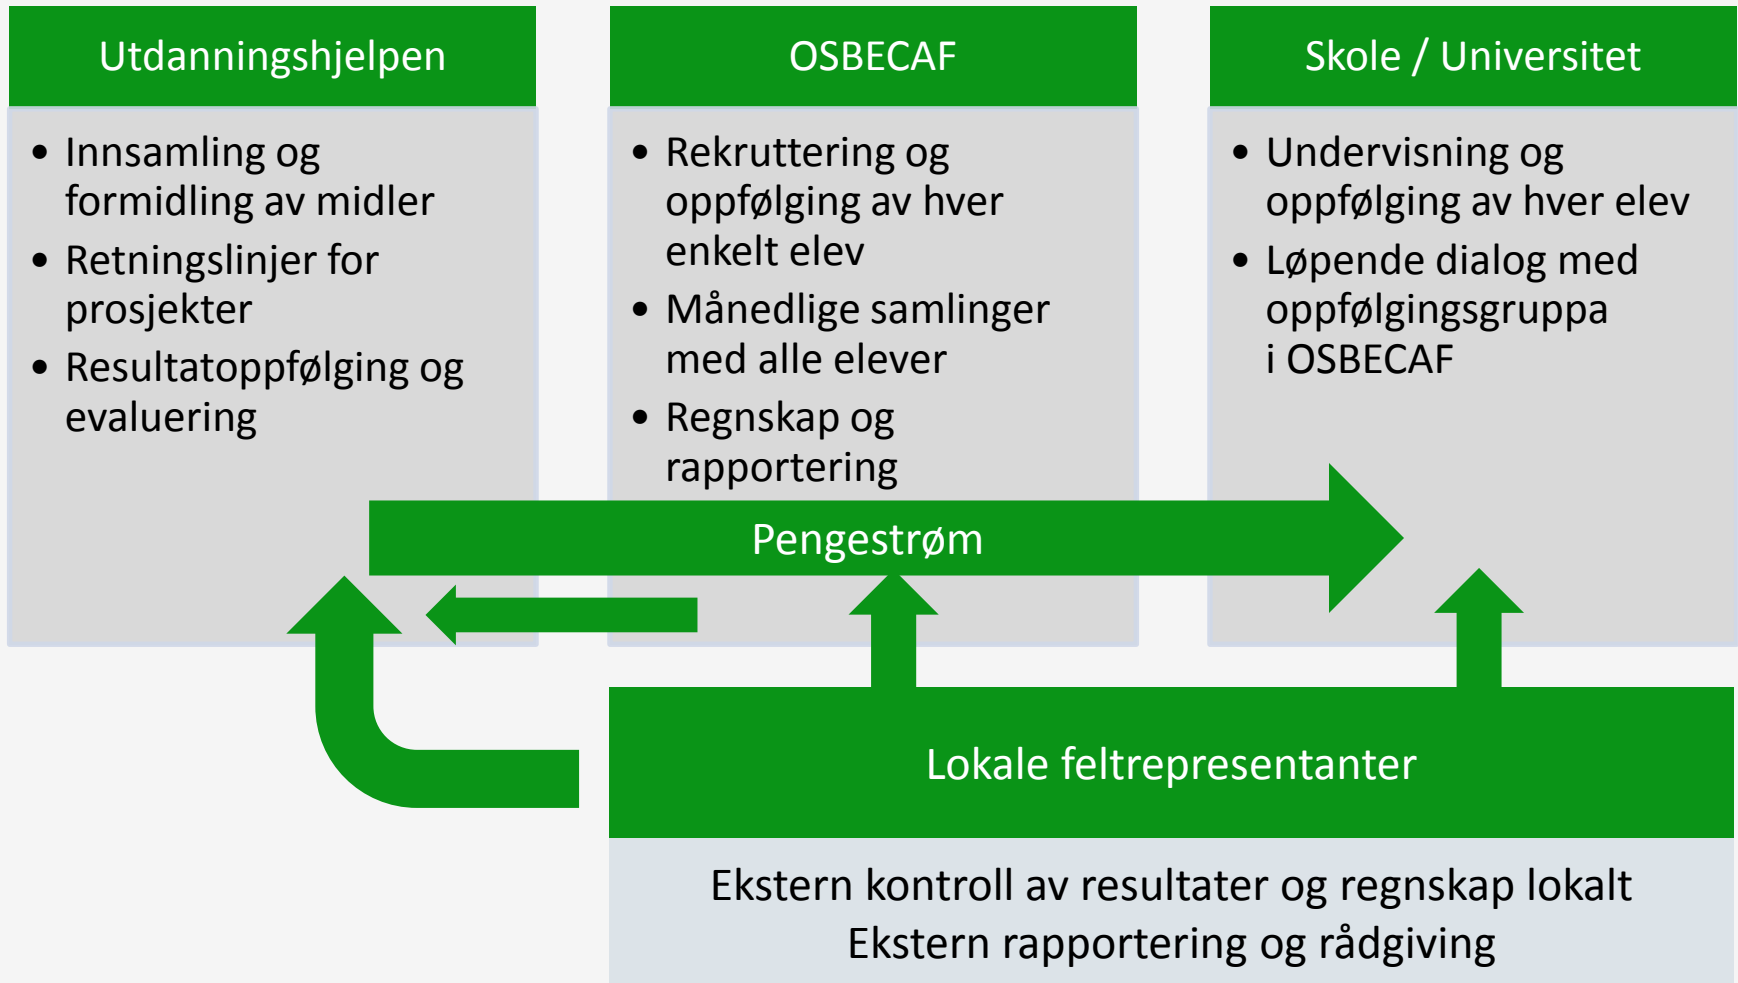 Utdanningshjelpen
• Innsamling og
formidling av midler
• Retningslinjer for
prosjekter
• Resultatoppfølging og
evaluering
OSBECAF
• Rekruttering og
oppfølging av hver
enkelt elev
• Månedlige samlinger
med alle elever
• Regnskap og
rapportering
Skole / Universitet
• Undervisning og
oppfølging av hver elev
• Løpende dialog med
oppfølgingsgruppa
i OSBECAF
Pengestrøm
Lokale feltrepresentanter
Ekstern kontroll av resultater og regnskap lokalt
Ekstern rapportering og rådgiving